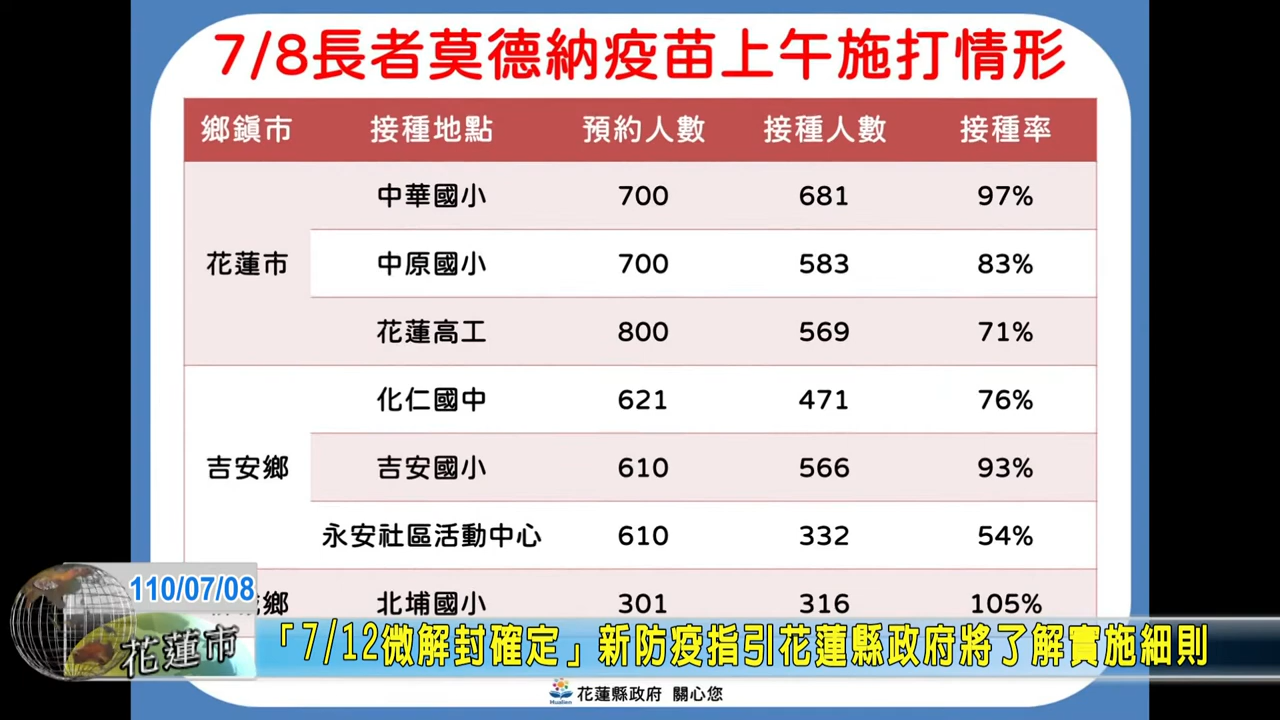 7/8長者莫德納疫苗上午施打情形
鄉鎮市 接種地點 預約人數 接種人數 接種率
花蓮市
中華國小 700 681 97%
中原國小 700 583 83%
花蓮高工 800 569 71%
吉安鄉
化仁國中 621 471 76%
吉安國小 610 566 93%
永安社區活動中心 610 332 54%
鄉 北埔國小 301 316 105%
110/07/08
花蓮市
「7/12微解封確定」新防疫指引花蓮縣政府將了解實施細則
Hualien 花蓮縣政府 關心您